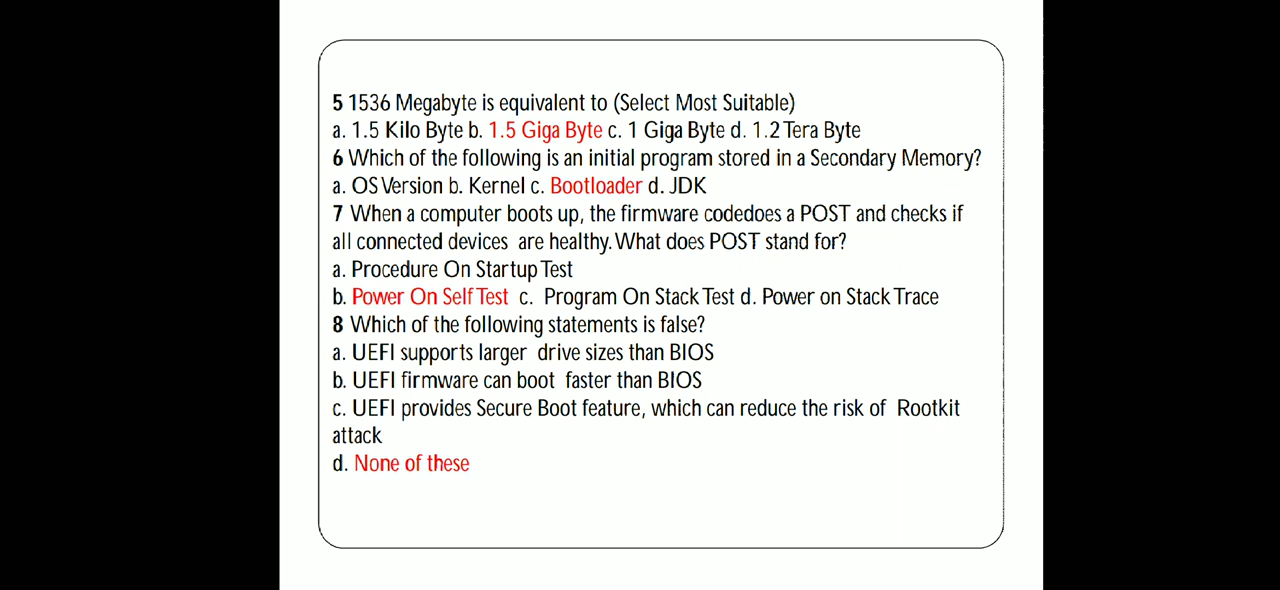 5 1536 Megabyte is equivalent to (Select Most Suitable)
a. 1.5 Kilo Byte b. 1.5 Giga Byte c. 1 Giga Byte d. 1.2 Tera Byte
6 Which of the following is an initial program stored in a Secondary Memory?
a. OS Version b. Kernel c. Bootloader d. JDK
7 When a computer boots up, the firmware codedoes a POST and checks if
all connected devices are healthy. What does POST stand for?
a. Procedure On Startup Test
b. Power On Self Test c. Program On Stack Test d. Power on Stack Trace
8 Which of the following statements is false?
a. UEFI supports larger drive sizes than BIOS
b. UEFI firmware can boot faster than BIOS
c. UEFI provides Secure Boot feature, which can reduce the risk of Rootkit
attack
d. None of these